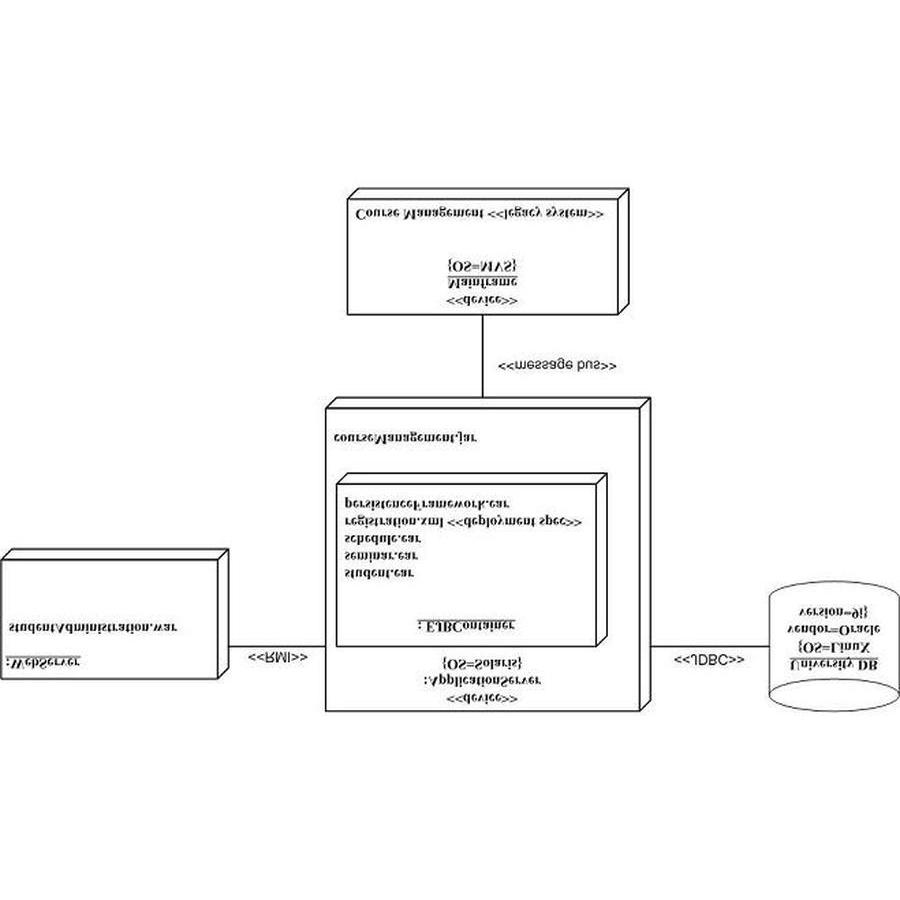 :WebServer
studentAdministration.war
<<RMI>>
<<device>>
:ApplicationServer
{OS=Solaris}
: EJBContainer
student.ear
seminar.ear
schedule.ear
registration.xml <<deployment spec>>
persistenceFramework.ear
courseManagement.jar
<<JDBC>>
University DB
{OS=LinuX
vendor=Oracle
version=9i}
<<message bus>>
<<device>>
Mainframe
{OS=MVS}
Course Management <<legacy system>>